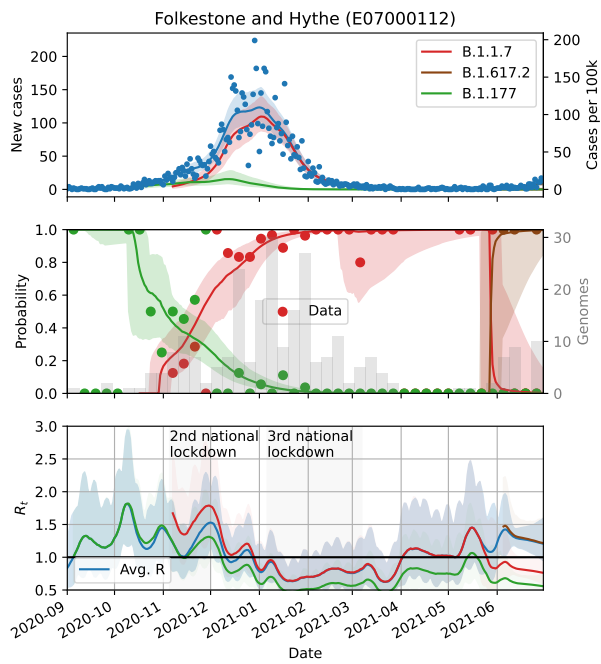 Folkestone and Hythe (E07000112)
New cases
200
150
100
50
0
B.1.1.7
B.1.617.2
B.1.177
200
150
100
50
0
Cases per 100k
Probability
1.0
0.8
0.6
0.4
0.2
0.0
Data
30
20
10
0
Genomes
R_t
3.0
2.5
2.0
1.5
1.0
0.5
2nd national
lockdown
3rd national
lockdown
Avg. R
2020-09
2020-10
2020-11
2020-12
2021-01
2021-02
2021-03
2021-04
2021-05
2021-06
Date